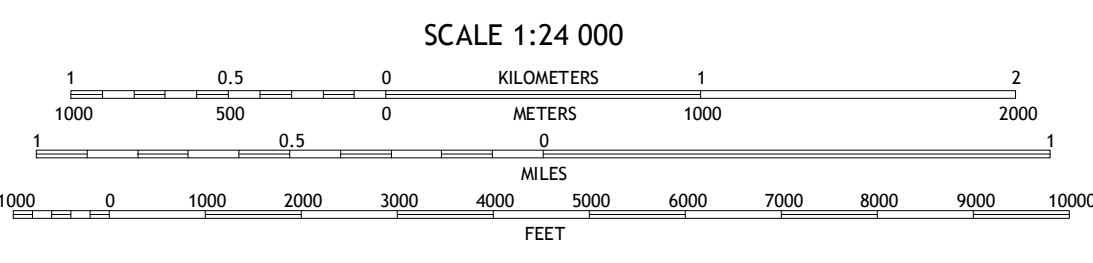 SCALE 1:24 000
1 0.5 0 KILOMETERS 1 2
1000 500 0 METERS 1000 2000
1 0.5 0 1
MILES
1000 0 1000 2000 3000 4000 5000 6000 7000 8000 9000 10000
FEET